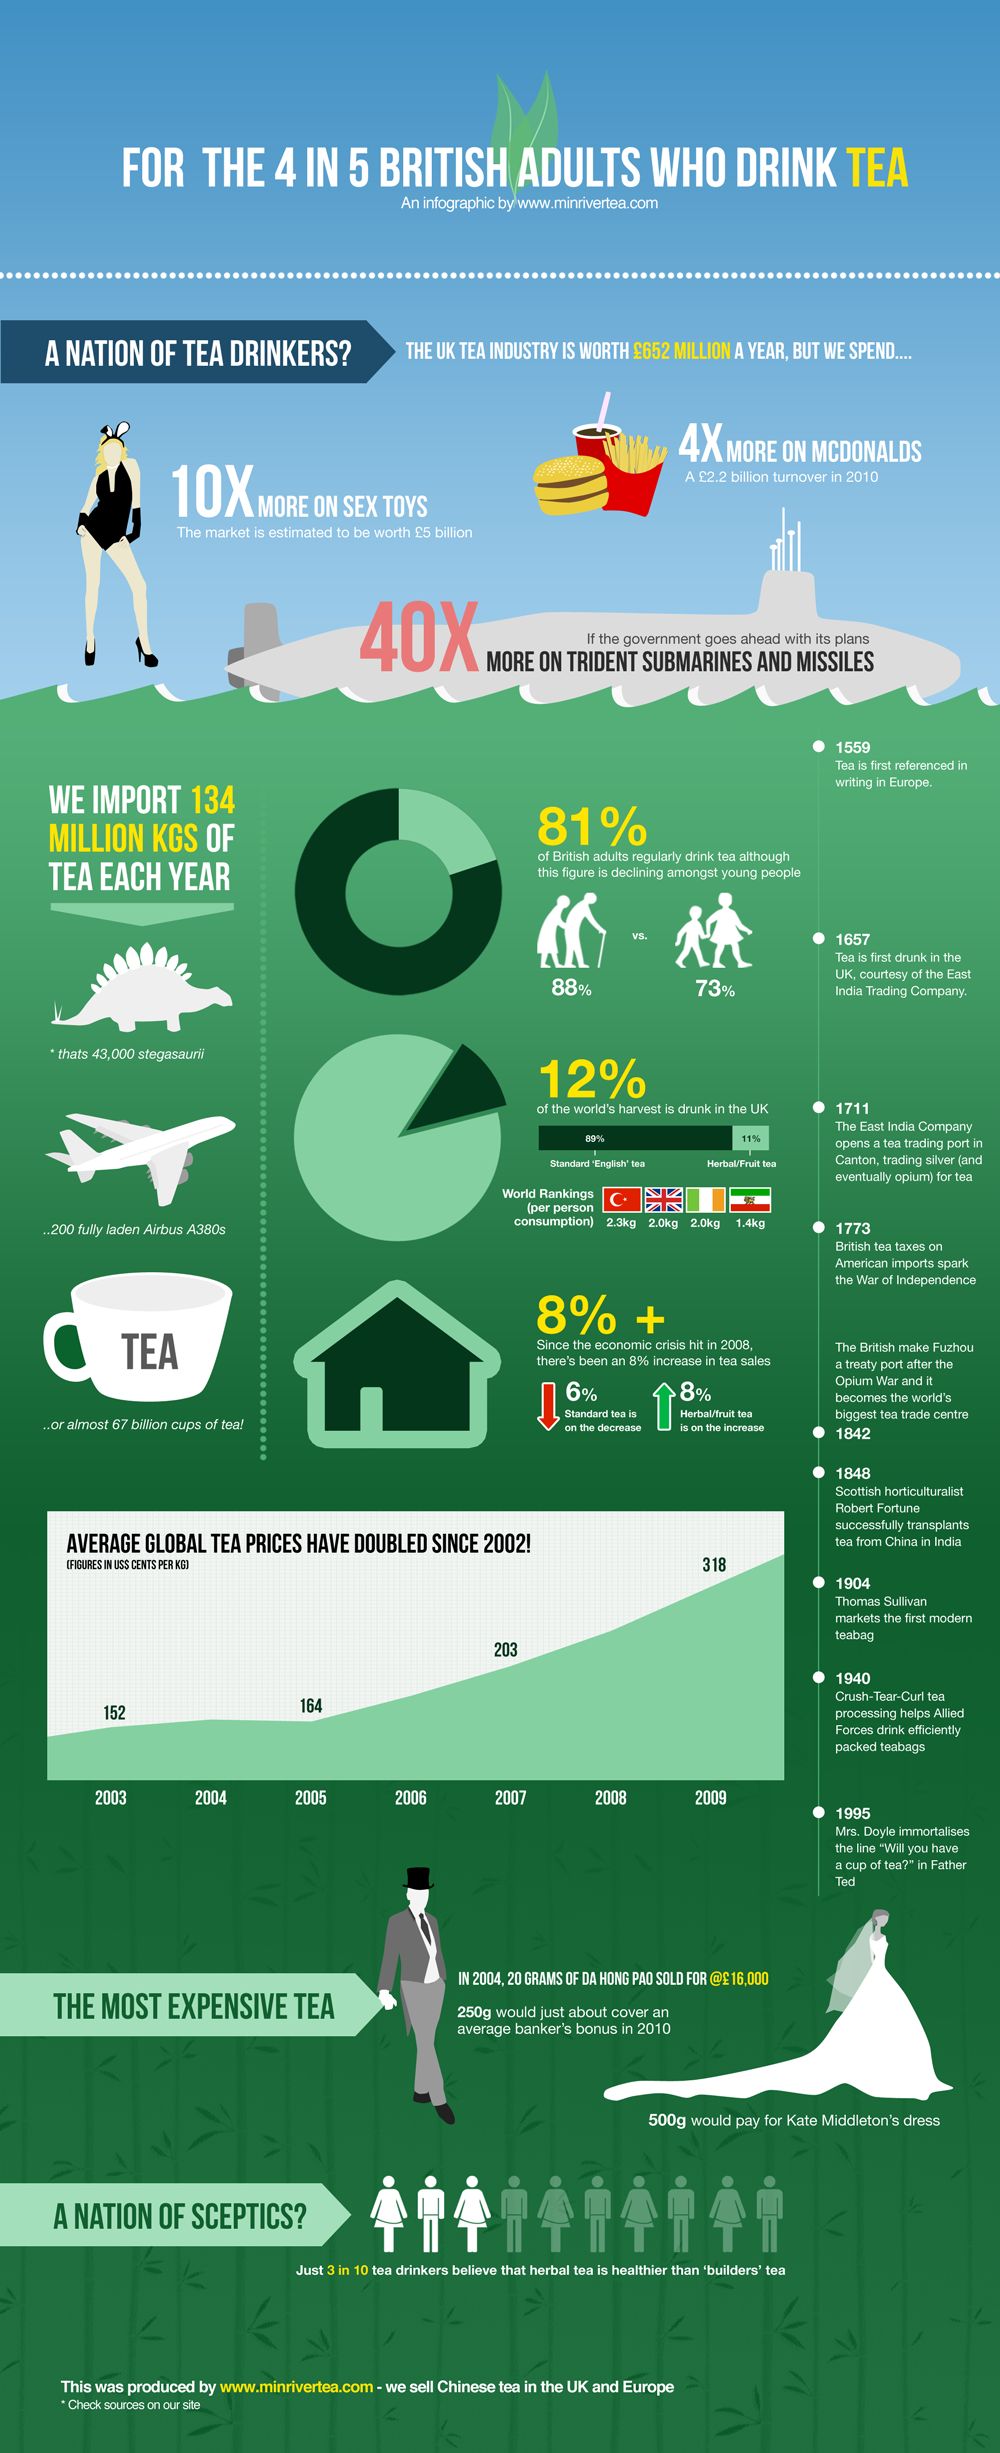 FOR THE 4 IN 5 BRITISH ADULTS WHO DRINK TEA
An infographic by www.minrivertea.com
A NATION OF TEA DRINKERS?
THE UK TEA INDUSTRY IS WORTH £652 MILLION A YEAR, BUT WE SPEND....
10X MORE ON SEX TOYS
The market is estimated to be worth £5 billion
4X MORE ON MCDONALDS
A £2.2 billion turnover in 2010
If the government goes ahead with its plans
40X MORE ON TRIDENT SUBMARINES AND MISSILES
WE IMPORT 134
MILLION KGS OF
TEA EACH YEAR
* thats 43,000 stegasaurii
..200 fully laden Airbus A380s
TEA
..or almost 67 billion cups of tea!
81%
of British adults regularly drink tea although
this figure is declining amongst young people
vs.
88%
73%
12%
of the world's harvest is drunk in the UK
89%
11%
Standard 'English' tea
Herbal/Fruit tea
World Rankings
(per person
consumption)
2.3kg
2.0kg
2.0kg
1.4kg
8% +
Since the economic crisis hit in 2008,
there's been an 8% increase in tea sales
6%
Standard tea is
on the decrease
8%
Herbal/fruit tea
is on the increase
1559
Tea is first referenced in
writing in Europe.
1657
Tea is first drunk in the
UK, courtesy of the East
India Trading Company.
1711
The East India Company
opens a tea trading port in
Canton, trading silver (and
eventually opium) for tea
1773
British tea taxes on
American imports spark
the War of Independence
The British make Fuzhou
a treaty port after the
Opium War and it
becomes the world's
biggest tea trade centre
1842
1848
Scottish horticulturalist
Robert Fortune
successfully transplants
tea from China in India
1904
Thomas Sullivan
markets the first modern
teabag
1940
Crush-Tear-Curl tea
processing helps Allied
Forces drink efficiently
packed teabags
1995
Mrs. Doyle immortalises
the line “Will you have
a cup of tea?” in Father
Ted
AVERAGE GLOBAL TEA PRICES HAVE DOUBLED SINCE 2002!
(FIGURES IN US$ CENTS PER KG)
152
164
203
318
2003
2004
2005
2006
2007
2008
2009
THE MOST EXPENSIVE TEA
IN 2004, 20 GRAMS OF DA HONG PAO SOLD FOR @£16,000
250g would just about cover an
average banker's bonus in 2010
500g would pay for Kate Middleton's dress
A NATION OF SCEPTICS?
Just 3 in 10 tea drinkers believe that herbal tea is healthier than 'builders' tea
This was produced by www.minrivertea.com - we sell Chinese tea in the UK and Europe
* Check sources on our site